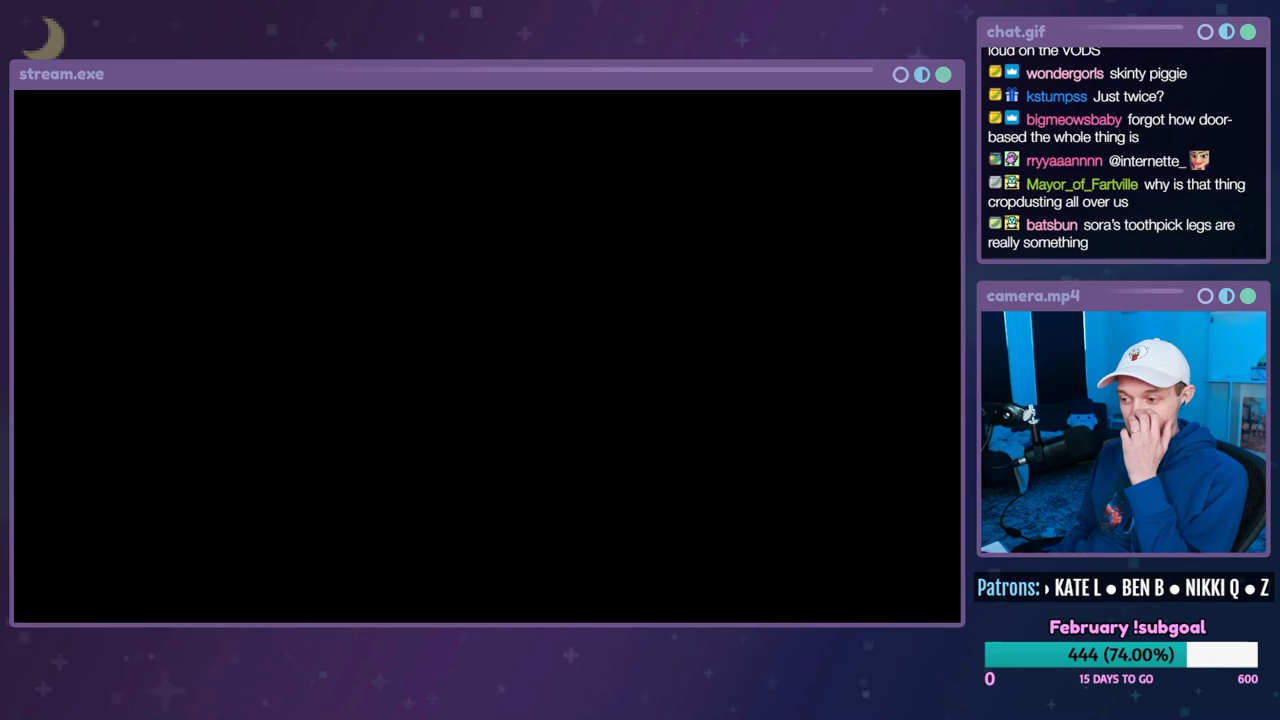 stream.exe
chat.gif
loud on the VODS
wondergorls skinty piggie
kstumpss Just twice?
bigmeowsbaby forgot how door-
based the whole thing is
rryyaaannnn @internette_
Mayor_of_Fartville why is that thing
cropdusting all over us
batsbun sora's toothpick legs are
really something
camera.mp4
Patrons: KATE L ● BEN B ● NIKKI Q ● Z
February !subgoal
444 (74.00%)
0 15 DAYS TO GO 600